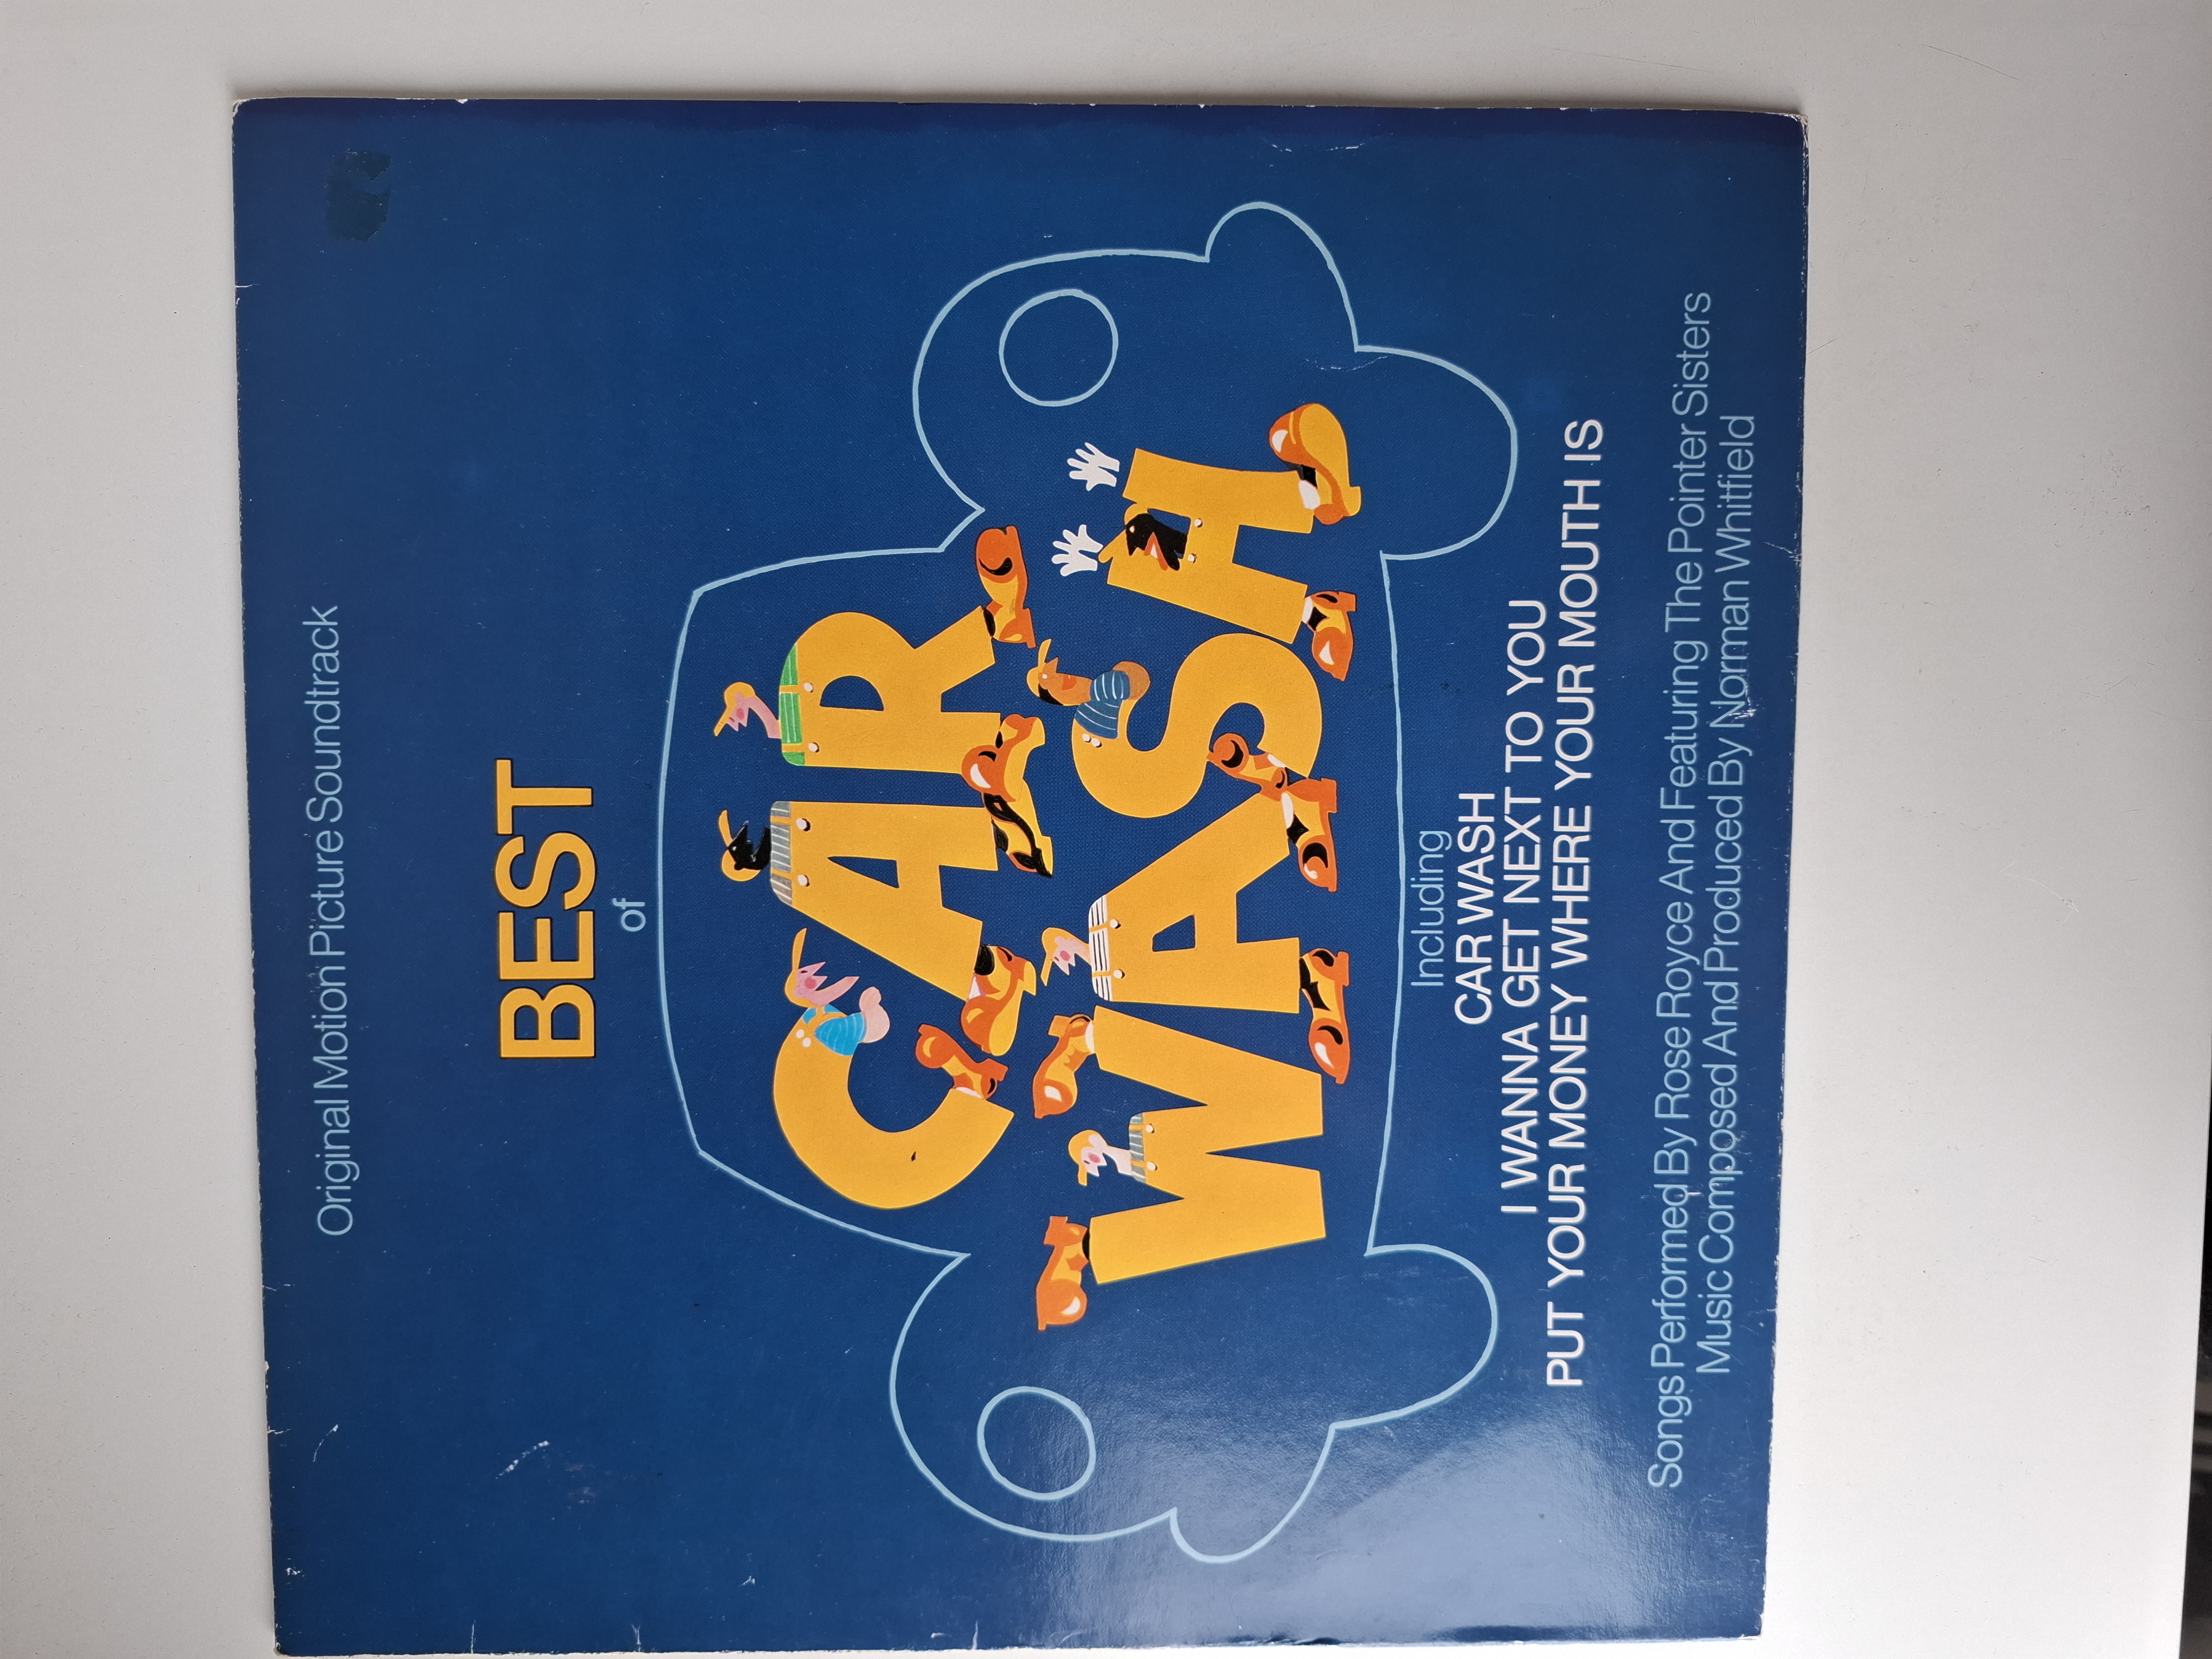 Original Motion Picture Soundtrack
BEST
of
CAR
WASH
Including
CAR WASH
I WANNA GET NEXT TO YOU
PUT YOUR MONEY WHERE YOUR MOUTH IS
Songs Performed By Rose Royce And Featuring The Pointer Sisters
Music Composed And Produced By Norman Whitfield